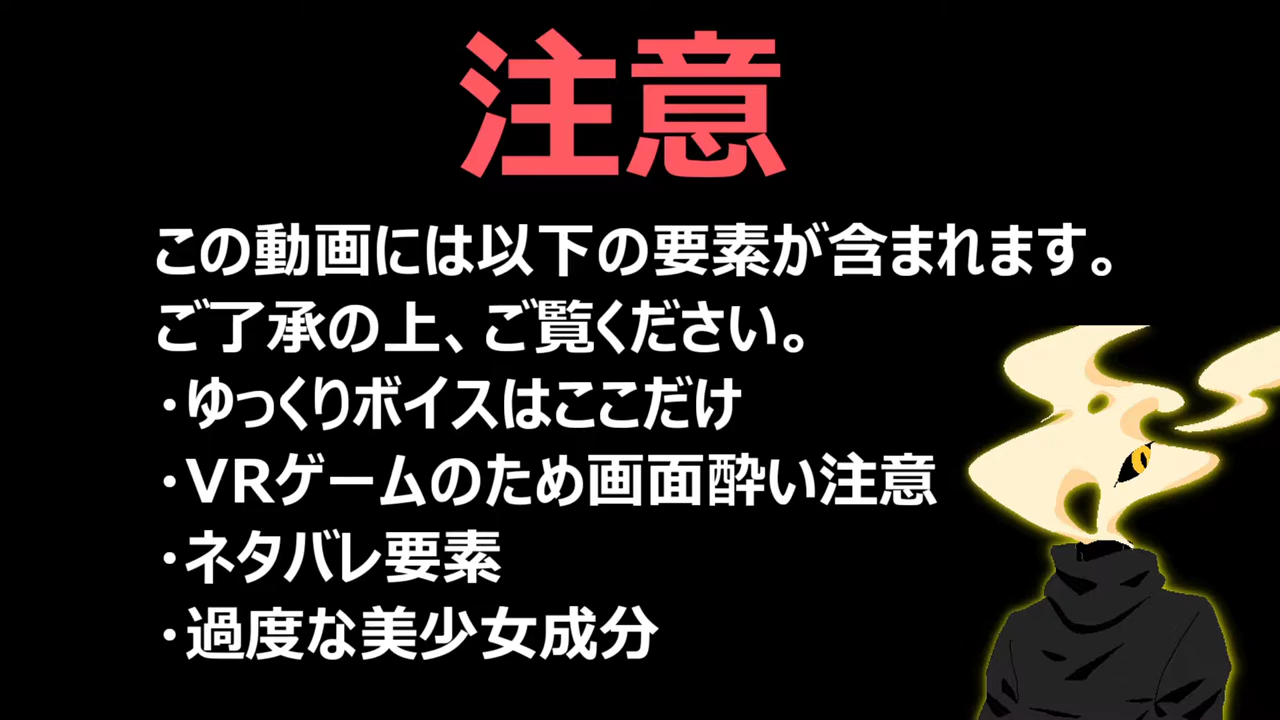 注意
この動画には以下の要素が含まれます。
ご了承の上、ご覧ください。
・ゆっくりボイスはここだけ
・VRゲームのため画面酔い注意
・ネタバレ要素
・過度な美少女成分